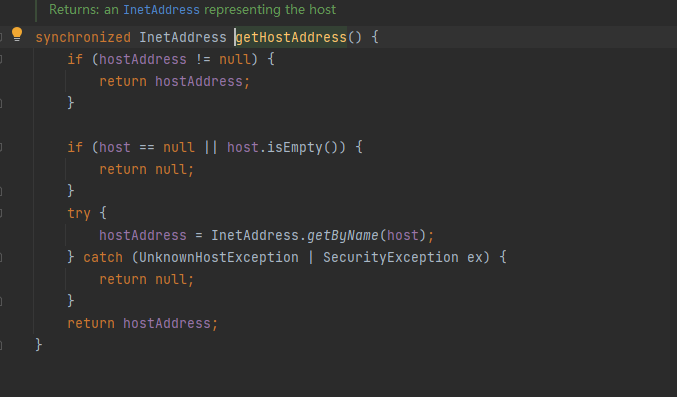 Returns: an InetAddress representing the host
synchronized InetAddress getHostAddress() {
if (hostAddress != null) {
return hostAddress;
}
if (host == null || host.isEmpty()) {
return null;
}
try {
hostAddress = InetAddress.getByName(host);
} catch (UnknownHostException | SecurityException ex) {
return null;
}
return hostAddress;
}